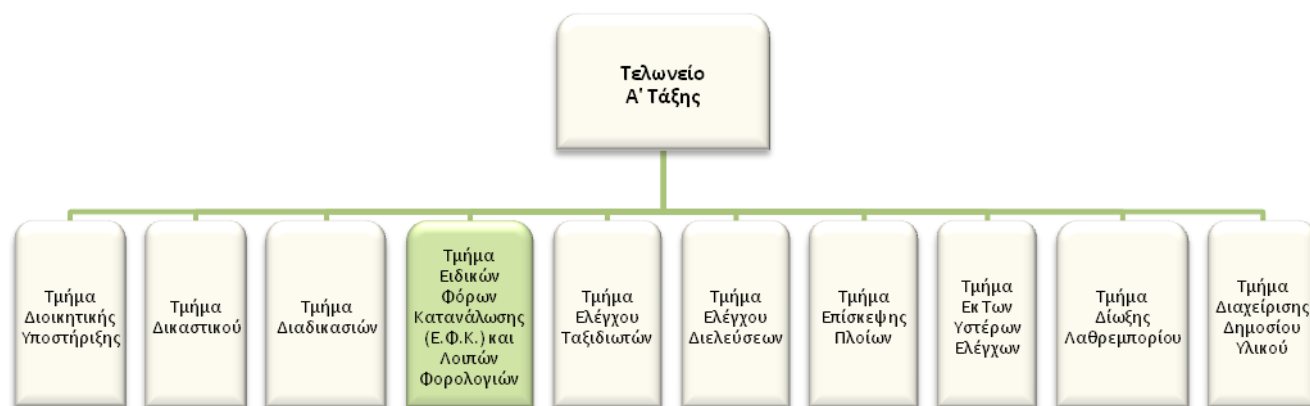 Τελωνείο
Α' Τάξης
Τμήμα
Διοικητικής
Υποστήριξης
Τμήμα
Δικαστικού
Τμήμα
Διαδικασιών
Τμήμα
Ειδικών
Φόρων
Κατανάλωσης
(Ε.Φ.Κ.) και
Λοιπών
Φορολογιών
Τμήμα
Ελέγχου
Ταξιδιωτών
Τμήμα
Ελέγχου
Διελεύσεων
Τμήμα
Επίσκεψης
Πλοίων
Τμήμα
Εκ Των
Υστέρων
Ελέγχων
Τμήμα
Δίωξης
Λαθρεμπορίου
Τμήμα
Διαχείρισης
Δημοσίου
Υλικού